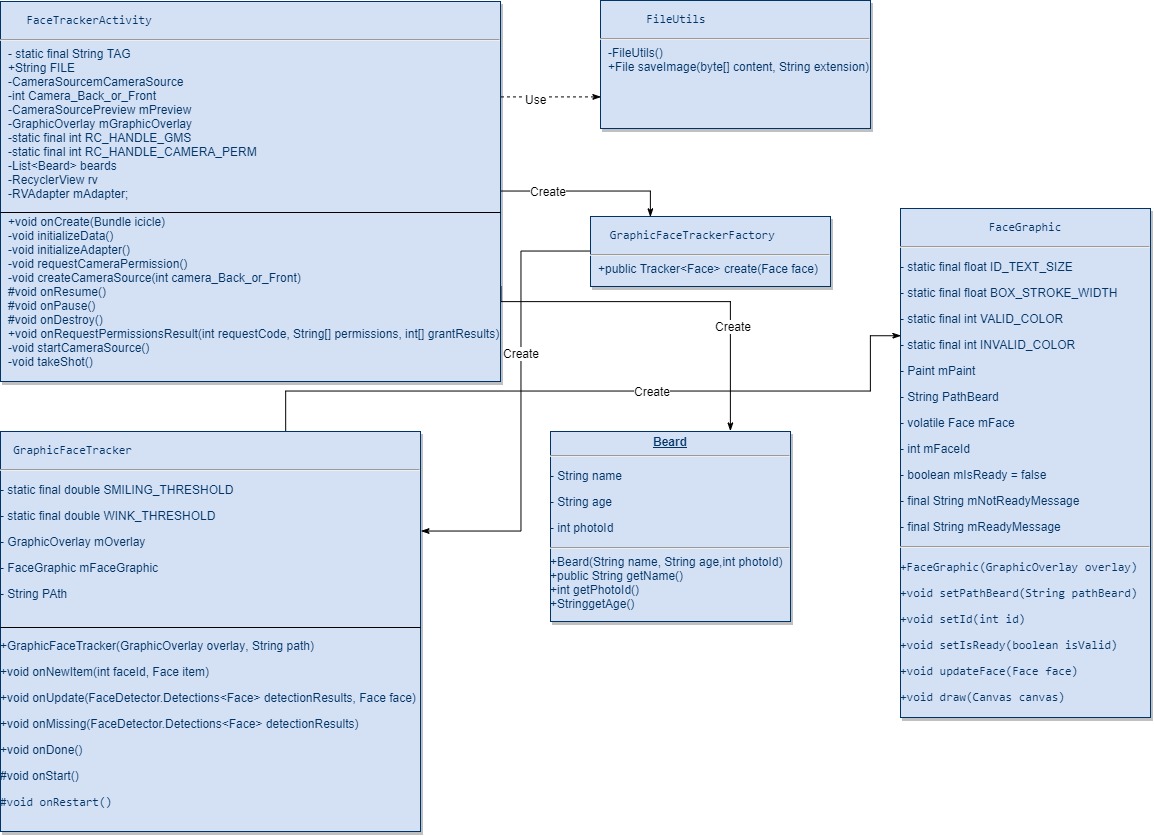 FaceTrackerActivity
- static final String TAG
+String FILE
-CameraSourcemCameraSource
-int Camera_Back_or_Front
-CameraSourcePreview mPreview
-GraphicOverlay mGraphicOverlay
-static final int RC_HANDLE_GMS
-static final int RC_HANDLE_CAMERA_PERM
-List<Beard> beards
-RecyclerView rv
-RVAdapter mAdapter;
+void onCreate(Bundle icicle)
-void initializeData()
-void initializeAdapter()
-void requestCameraPermission()
-void createCameraSource(int camera_Back_or_Front)
#void onResume()
#void onPause()
#void onDestroy()
+void onRequestPermissionsResult(int requestCode, String[] permissions, int[] grantResults)
-void startCameraSource()
-void takeShot()
Use
FileUtils
-FileUtils()
+File saveImage(byte[] content, String extension)
Create
GraphicFaceTrackerFactory
+public Tracker<Face> create(Face face)
Create
Create
Create
FaceGraphic
- static final float ID_TEXT_SIZE
- static final float BOX_STROKE_WIDTH
- static final int VALID_COLOR
- static final int INVALID_COLOR
- Paint mPaint
- String PathBeard
- volatile Face mFace
- int mFaceId
- boolean mIsReady = false
- final String mNotReadyMessage
- final String mReadyMessage
+FaceGraphic(GraphicOverlay overlay)
+void setPathBeard(String pathBeard)
+void setId(int id)
+void setIsReady(boolean isValid)
+void updateFace(Face face)
+void draw(Canvas canvas)
GraphicFaceTracker
- static final double SMILING_THRESHOLD
- static final double WINK_THRESHOLD
- GraphicOverlay mOverlay
- FaceGraphic mFaceGraphic
- String PAth
+GraphicFaceTracker(GraphicOverlay overlay, String path)
+void onNewItem(int faceId, Face item)
+void onUpdate(FaceDetector.Detections<Face> detectionResults, Face face)
+void onMissing(FaceDetector.Detections<Face> detectionResults)
+void onDone()
#void onStart()
#void onRestart()
Beard
- String name
- String age
- int photoId
+Beard(String name, String age,int photoId)
+public String getName()
+int getPhotoId()
+StringgetAge()